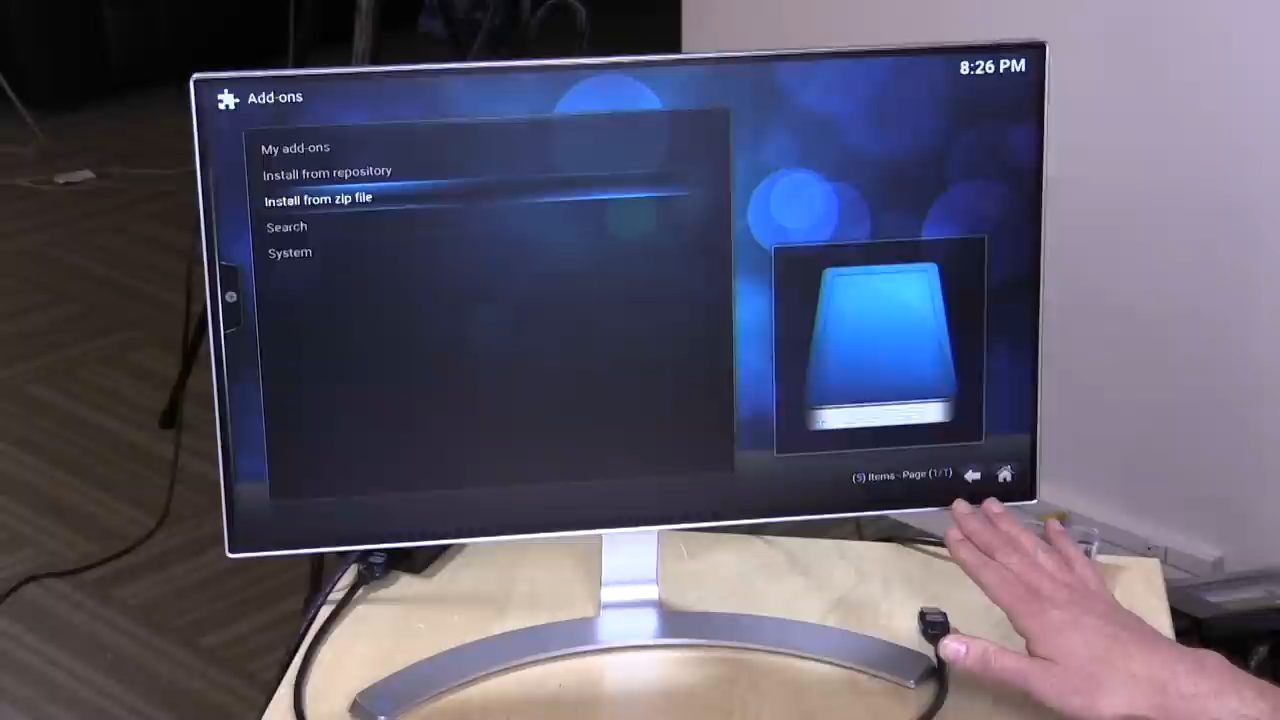 8:26 PM
Add-ons
My add-ons
Install from repository
Install from zip file
Search
System
(5) Items - Page (1/1)